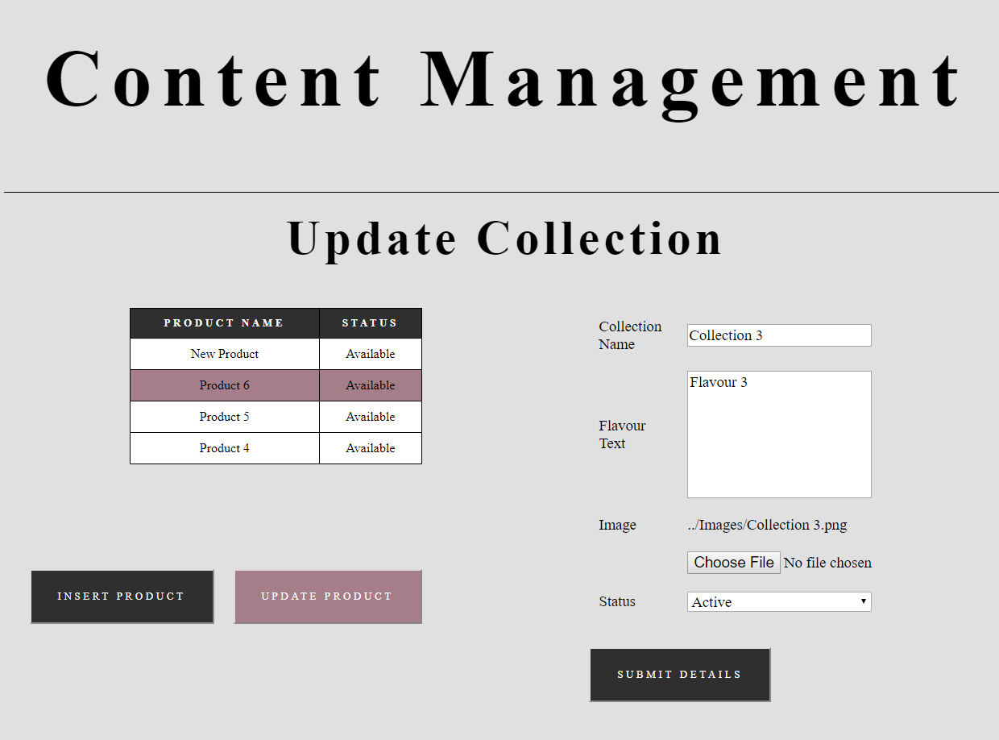 Content Management
Update Collection
PRODUCT NAME STATUS
New Product Available
Product 6 Available
Product 5 Available
Product 4 Available
INSERT PRODUCT UPDATE PRODUCT
Collection
Name
Collection 3
Flavour
Text
Flavour 3
Image ../Images/Collection 3.png
Choose File No file chosen
Status Active
SUBMIT DETAILS